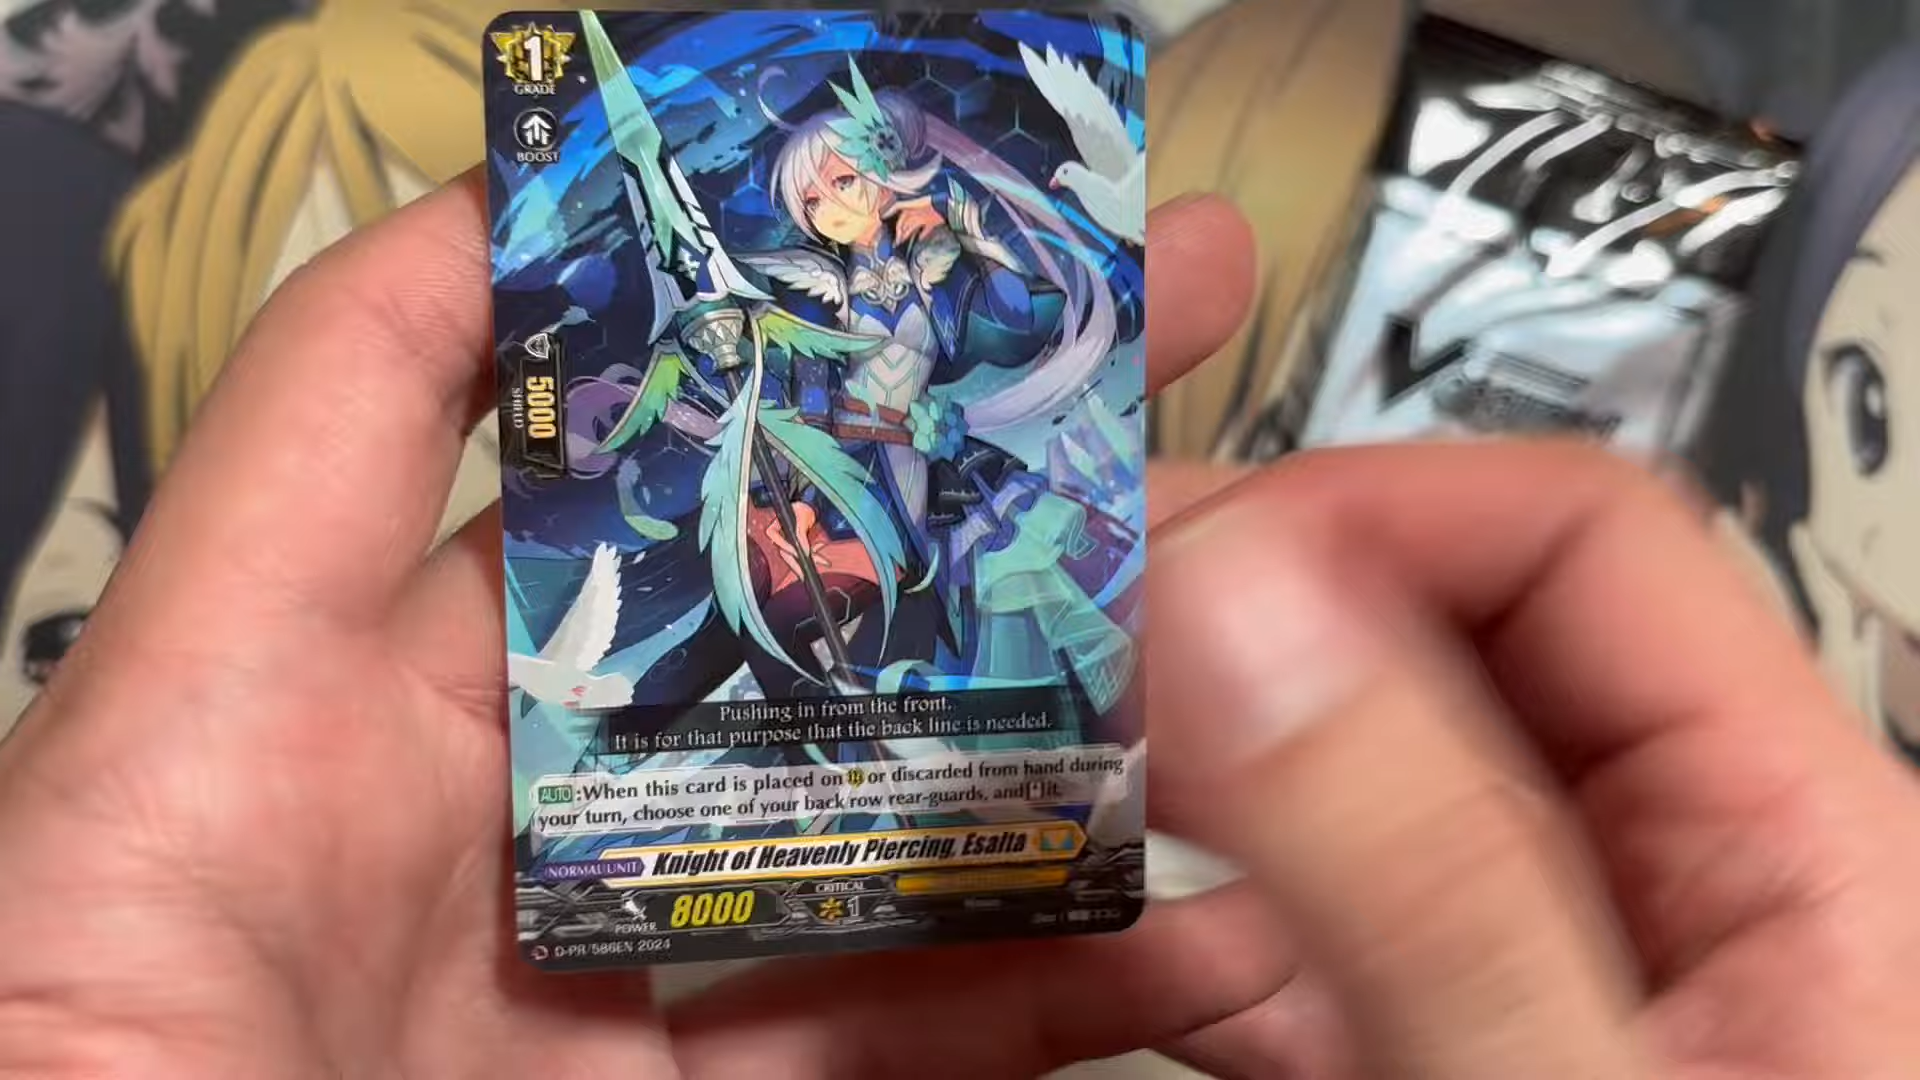 1
GRADE
BOOST
5000
SHIELD
Pushing in from the front.
It is for that purpose that the back line is needed.
AUTO :When this card is placed on or discarded from hand during
your turn, choose one of your back row rear-guards, and it.
NORMAL UNIT Knight of Heavenly Piercing, Esalta
POWER 8000 CRITICAL 1
D-PR/586EN 2024